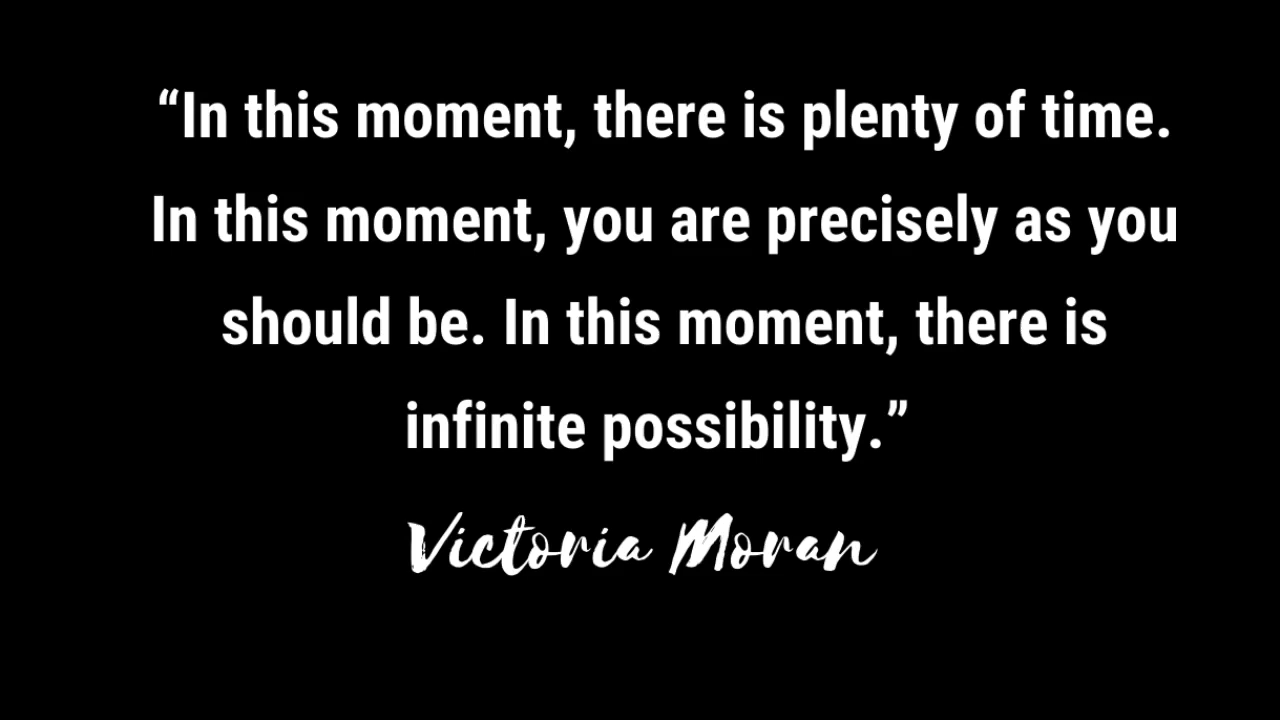 “In this moment, there is plenty of time.
In this moment, you are precisely as you
should be. In this moment, there is
infinite possibility.”
Victoria Moran